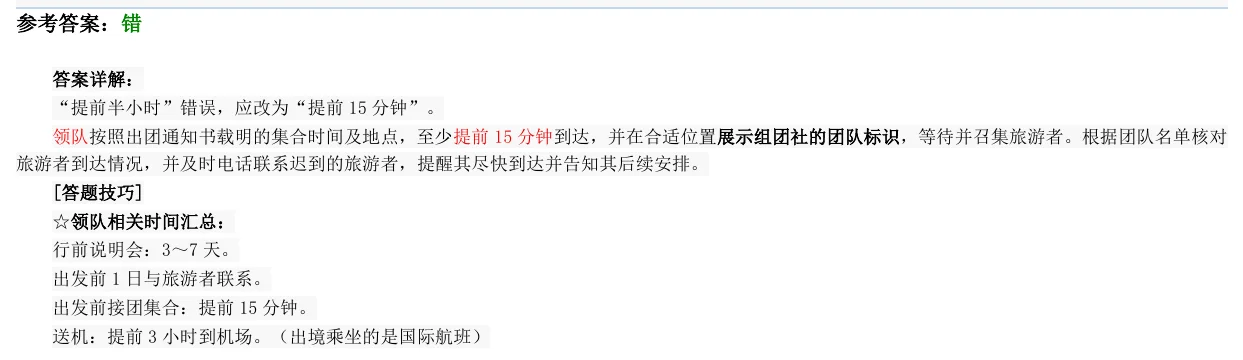 参考答案：错
答案详解：
“提前半小时”错误，应改为“提前 15 分钟”。
领队按照出团通知书载明的集合时间及地点，至少提前 15 分钟到达，并在合适位置展示组团社的团队标识，等待并召集旅游者。根据团队名单核对
旅游者到达情况，并及时电话联系迟到的旅游者，提醒其尽快到达并告知其后续安排。
[答题技巧]
☆领队相关时间汇总：
行前说明会：3～7 天。
出发前 1 日与旅游者联系。
出发前接团集合：提前 15 分钟。
送机：提前 3 小时到机场。（出境乘坐的是国际航班）